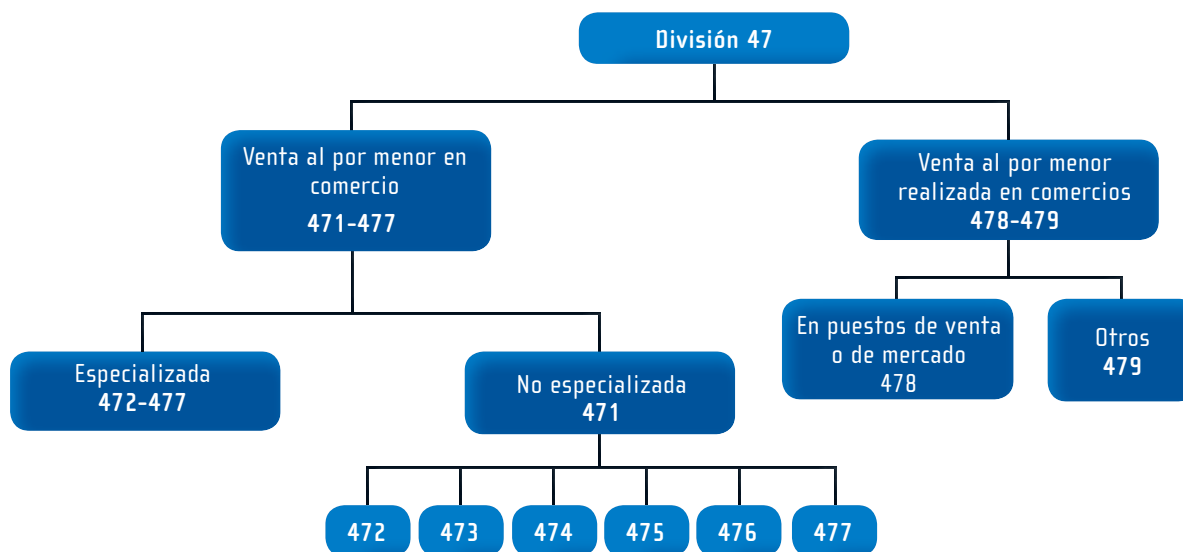 División 47
Venta al por menor en
comercio
471-477
Venta al por menor
realizada en comercios
478-479
Especializada
472-477
No especializada
471
En puestos de venta
o de mercado
478
Otros
479
472
473
474
475
476
477